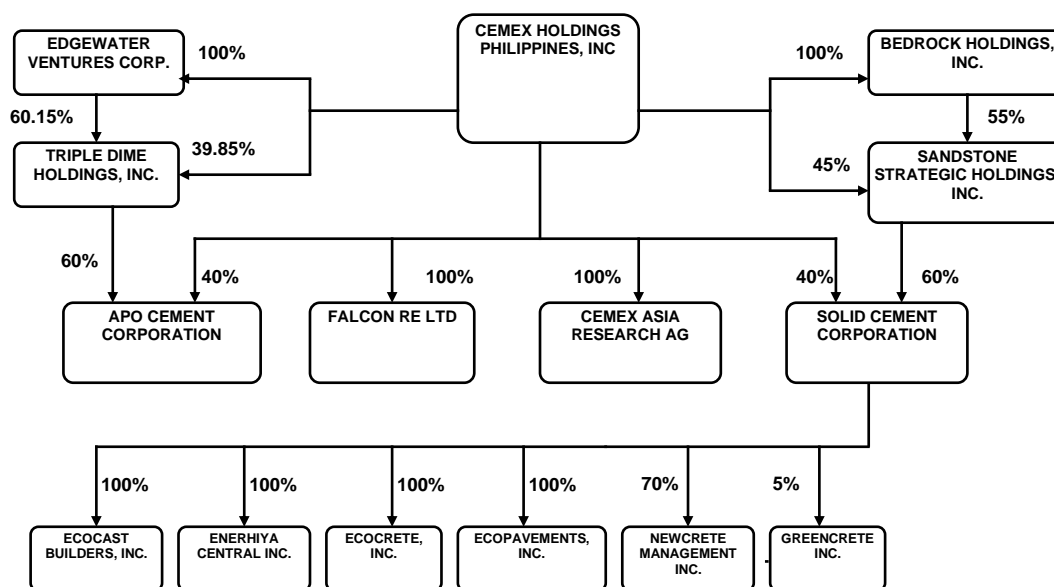 CEMEX HOLDINGS
PHILIPPINES, INC
EDGEWATER
VENTURES CORP.
100%
100%
BEDROCK HOLDINGS,
INC.
60.15%
55%
TRIPLE DIME
HOLDINGS, INC.
39.85%
45%
SANDSTONE
STRATEGIC HOLDINGS
INC.
60%
40%
100%
100%
40%
60%
APO CEMENT
CORPORATION
FALCON RE LTD
CEMEX ASIA
RESEARCH AG
SOLID CEMENT
CORPORATION
100%
100%
100%
100%
70%
5%
ECOCAST
BUILDERS, INC.
ENERHIYA
CENTRAL INC.
ECOCRETE,
INC.
ECOPAVEMENTS,
INC.
NEWCRETE
MANAGEMENT
INC.
GREENCRETE
INC.